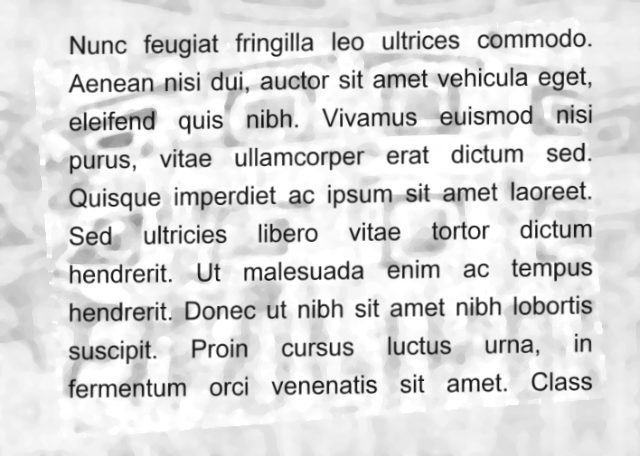 Nunc feugiat fringilla leo ultrices commodo.
Aenean nisi dui, auctor sit amet vehicula eget,
eleifend quis nibh. Vivamus euismod nisi
purus, vitae ullamcorper erat dictum sed.
Quisque imperdiet ac ipsum sit amet laoreet.
Sed ultricies libero vitae tortor dictum
hendrerit. Ut malesuada enim ac tempus
hendrerit. Donec ut nibh sit amet nibh lobortis
suscipit. Proin cursus luctus urna, in
fermentum orci venenatis sit amet. Class